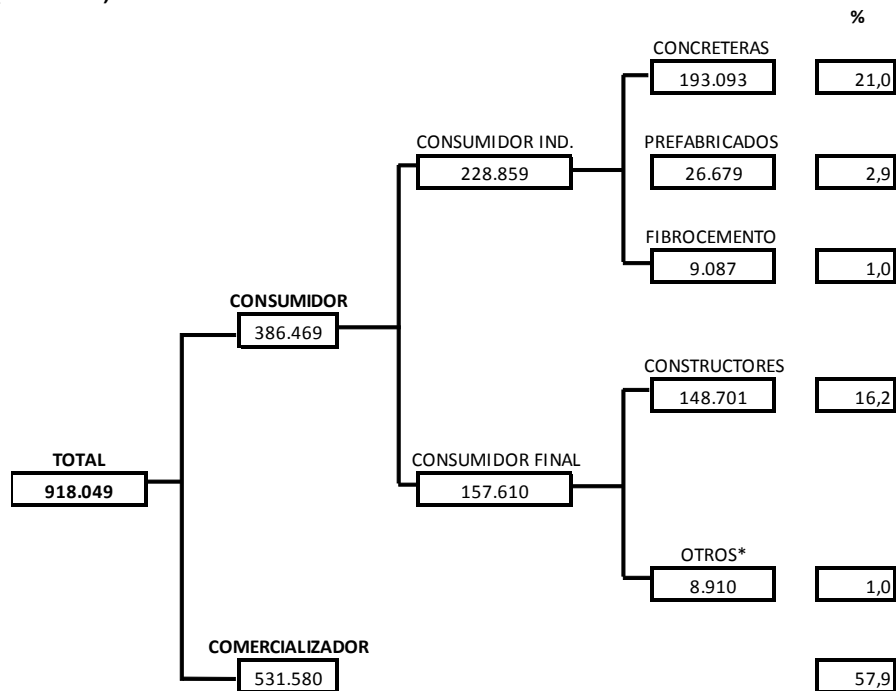 %
CONCRETERAS
193.093 21,0
CONSUMIDOR IND. PREFABRICADOS
228.859 26.679 2,9
FIBROCEMENTO
9.087 1,0
CONSUMIDOR
386.469
CONSTRUCTORES
148.701 16,2
TOTAL CONSUMIDOR FINAL
918.049 157.610
OTROS*
8.910 1,0
COMERCIALIZADOR
531.580 57,9